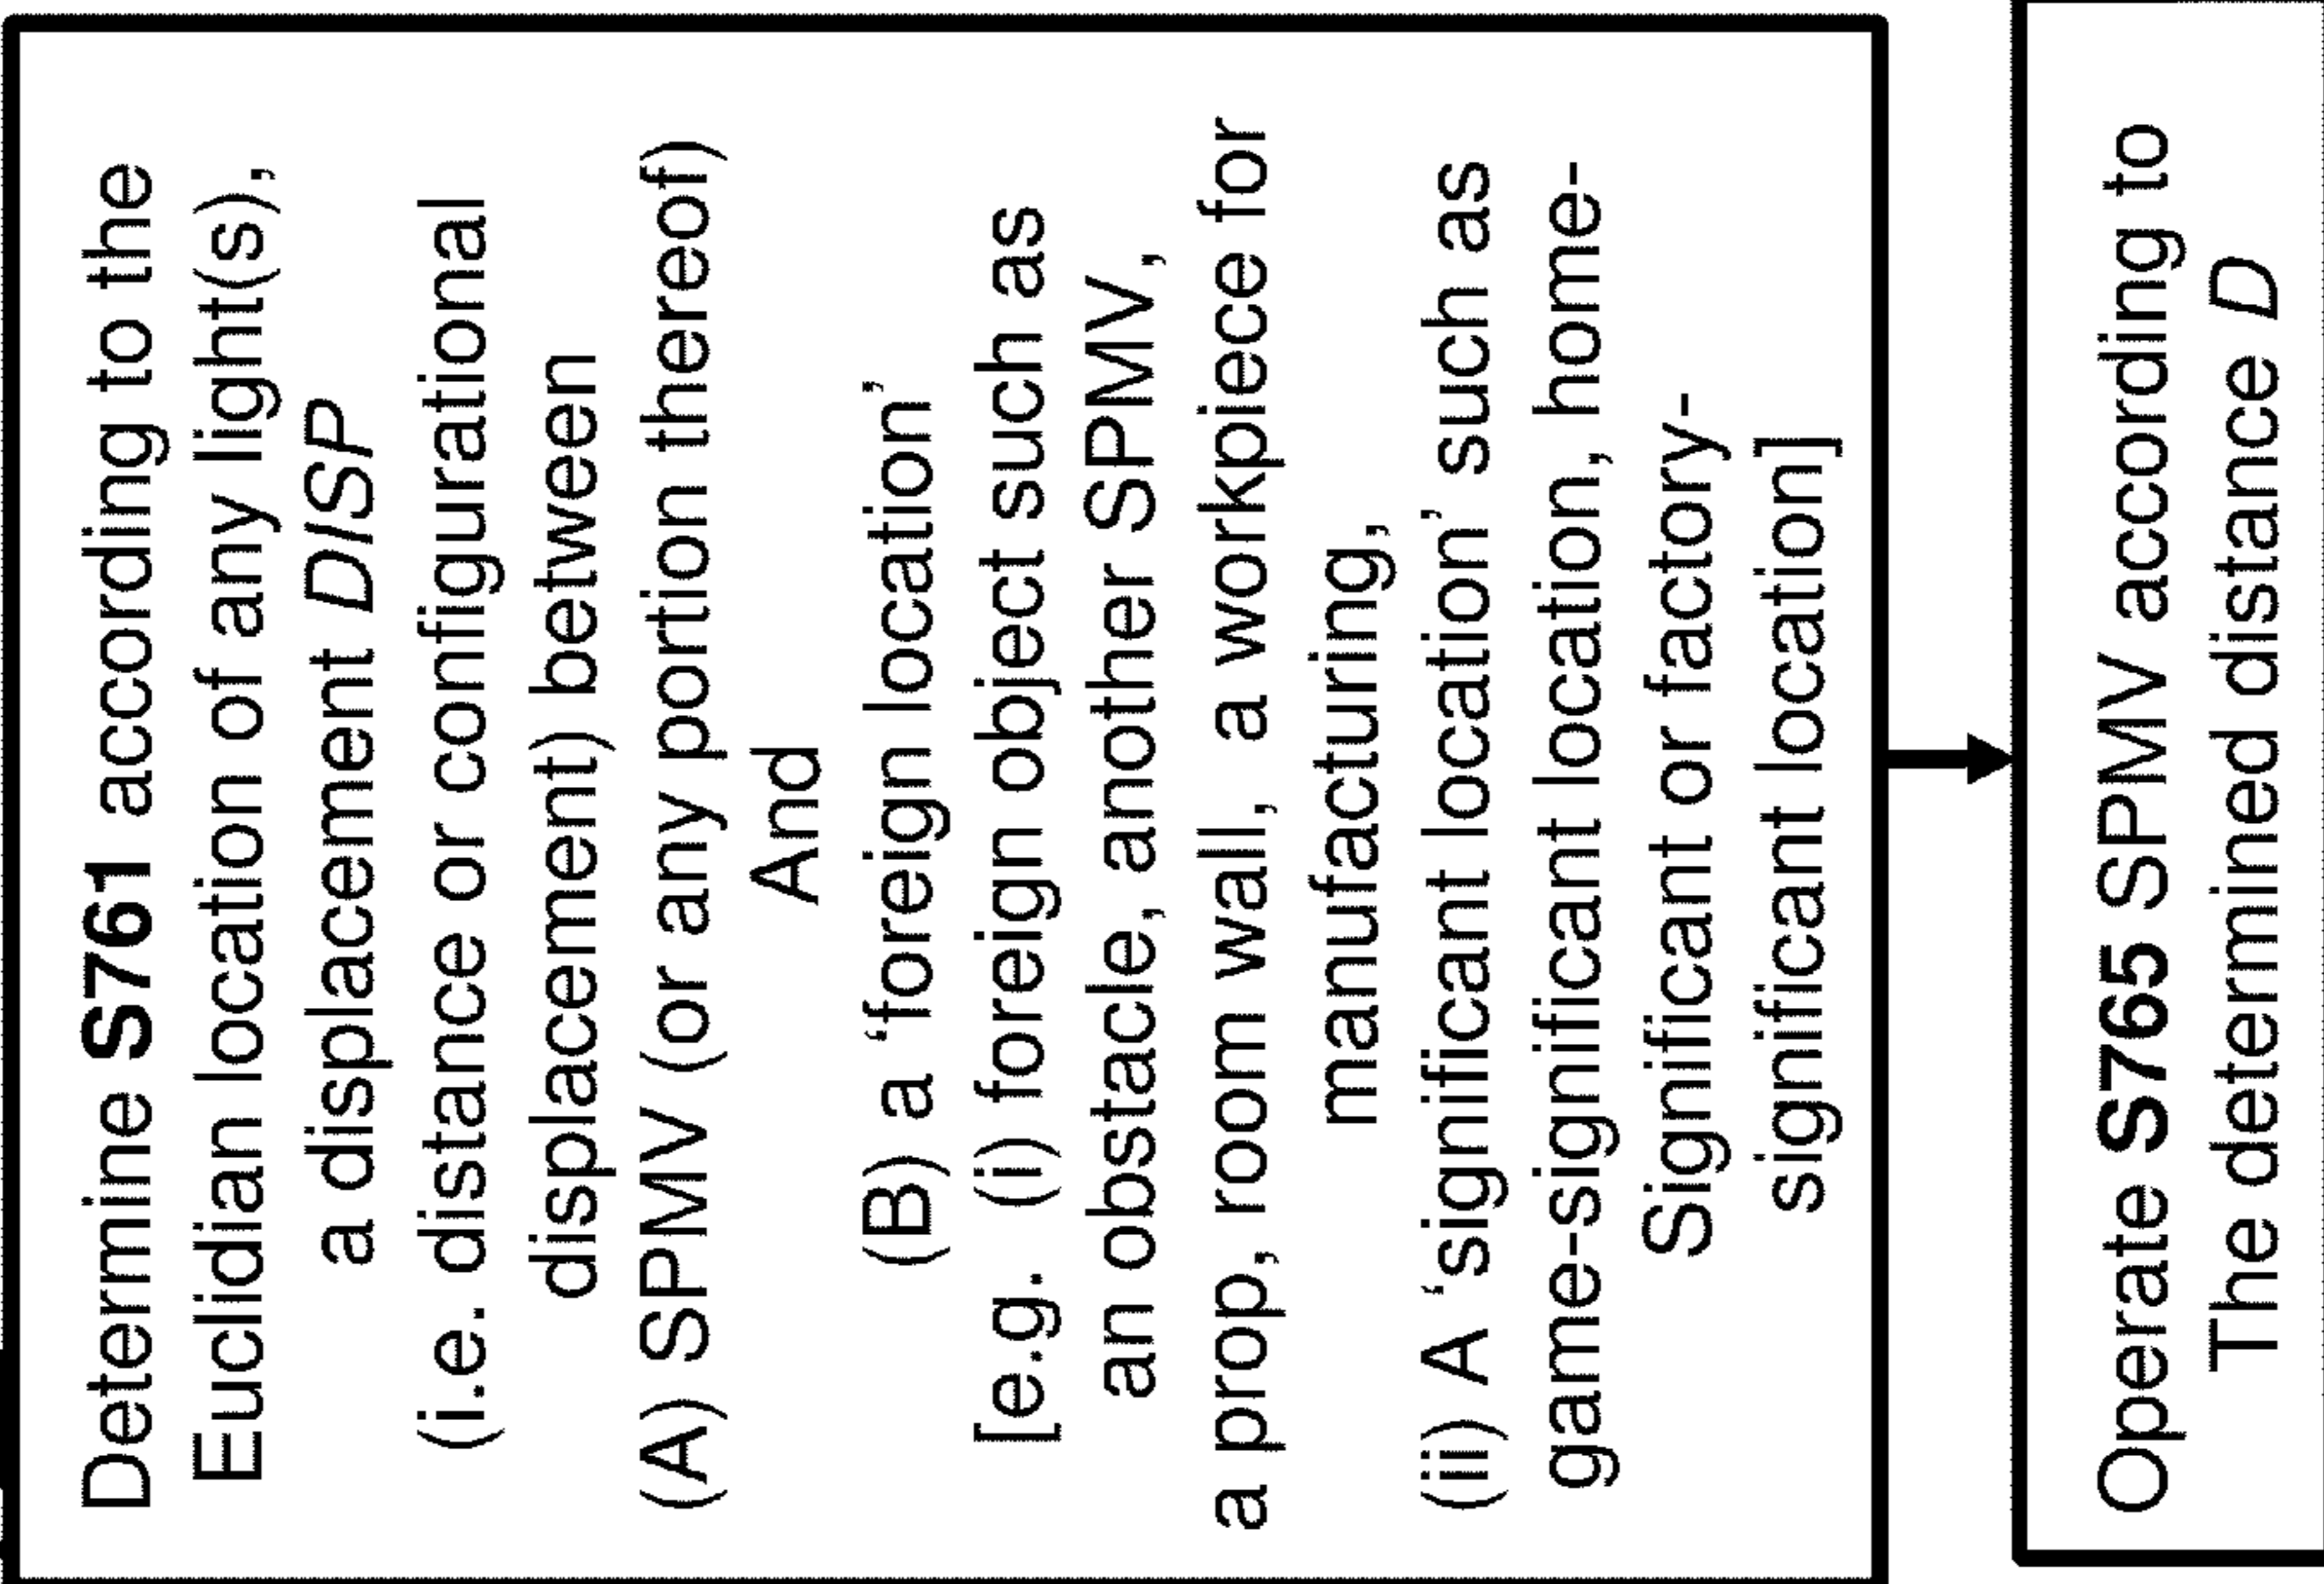 Determine S761 according to the
Euclidian location of any light(s),
a displacement DISP
(i.e. distance or configurational
displacement) between
(A) SPMV (or any portion thereof)
And
(B) a ‘foreign location’
[e.g. (i) foreign object such as
an obstacle, another SPMV,
a prop, room wall, a workpiece for
manufacturing,
(ii) A ‘significant location’ such as
game-significant location, home-
Significant or factory-
significant location]
Operate S765 SPMV according to
The determined distance D